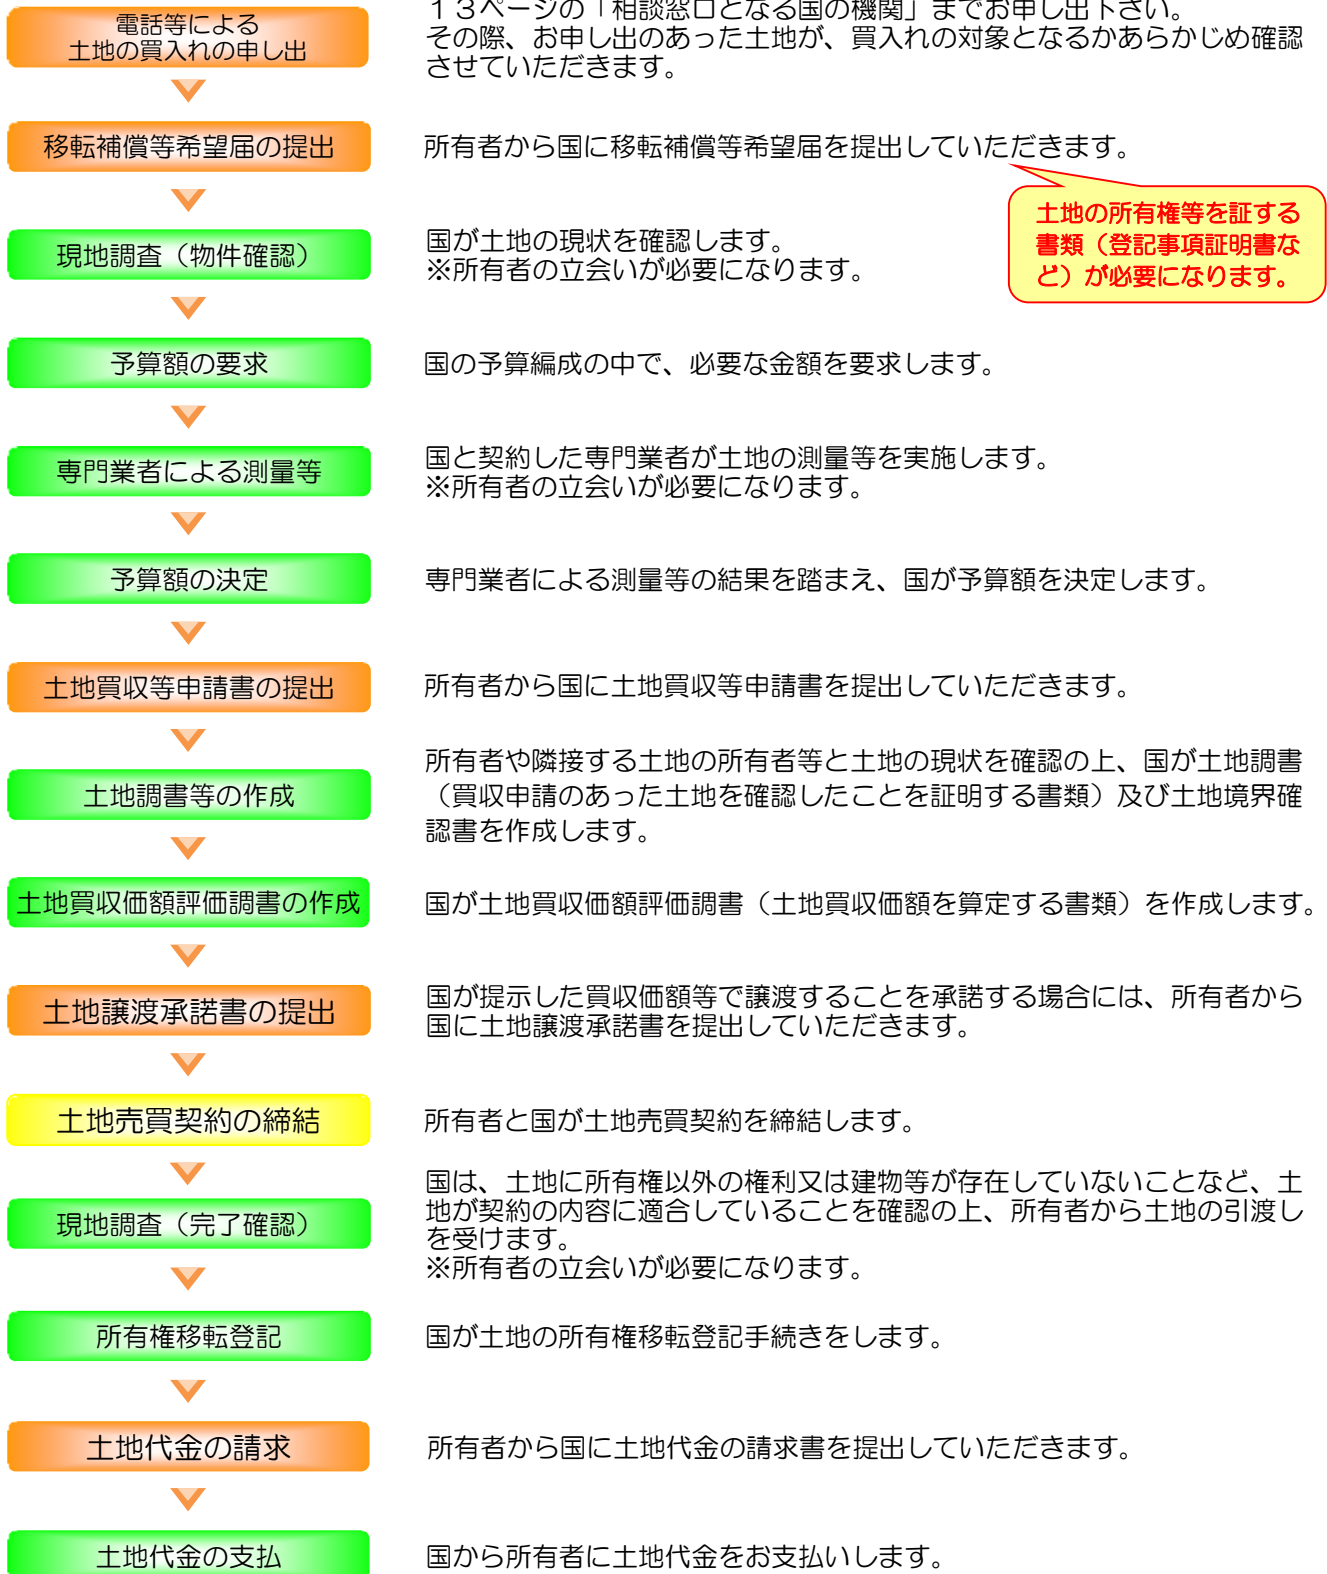 電話等による
土地の買入れの申し出
１３ページの「相談窓口となる国の機関」までお申し出下さい。
その際、お申し出のあった土地が、買入れの対象となるかあらかじめ確認
させていただきます。
移転補償等希望届の提出
所有者から国に移転補償等希望届を提出していただきます。
土地の所有権等を証する
書類（登記事項証明書な
ど）が必要になります。
現地調査（物件確認）
国が土地の現状を確認します。
※所有者の立会いが必要になります。
予算額の要求
国の予算編成の中で、必要な金額を要求します。
専門業者による測量等
国と契約した専門業者が土地の測量等を実施します。
※所有者の立会いが必要になります。
予算額の決定
専門業者による測量等の結果を踏まえ、国が予算額を決定します。
土地買収等申請書の提出
所有者から国に土地買収等申請書を提出していただきます。
土地調書等の作成
所有者や隣接する土地の所有者等と土地の現状を確認の上、国が土地調書
（買収申請のあった土地を確認したことを証明する書類）及び土地境界確
認書を作成します。
土地買収価額評価調書の作成
国が土地買収価額評価調書（土地買収価額を算定する書類）を作成します。
土地譲渡承諾書の提出
国が提示した買収価額等で譲渡することを承諾する場合には、所有者から
国に土地譲渡承諾書を提出していただきます。
土地売買契約の締結
所有者と国が土地売買契約を締結します。
現地調査（完了確認）
国は、土地に所有権以外の権利又は建物等が存在していないことなど、土
地が契約の内容に適合していることを確認の上、所有者から土地の引渡し
を受けます。
※所有者の立会いが必要になります。
所有権移転登記
国が土地の所有権移転登記手続きをします。
土地代金の請求
所有者から国に土地代金の請求書を提出していただきます。
土地代金の支払
国から所有者に土地代金をお支払いします。